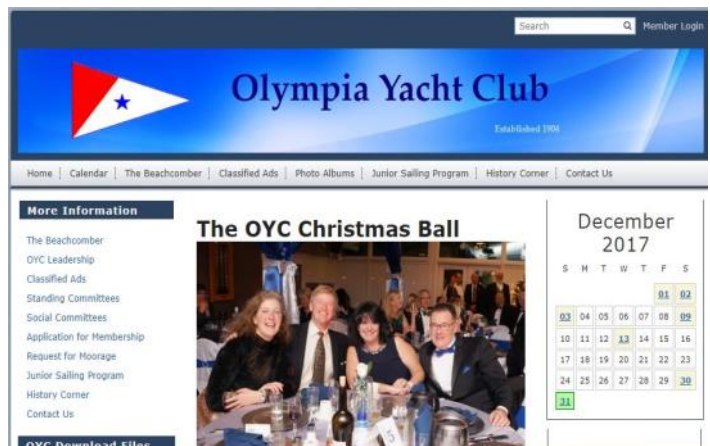 Search
Member Login
Olympia Yacht Club
Established 1904
Home
Calendar
The Beachcomber
Classified Ads
Photo Albums
Junior Sailing Program
History Corner
Contact Us
More Information
The Beachcomber
OYC Leadership
Classified Ads
Standing Committees
Social Committees
Application for Membership
Request for Moorage
Junior Sailing Program
History Corner
Contact Us
OYC Download Files
The OYC Christmas Ball
5
December
2017
S M T W T F S
01 02
03 04 05 06 07 08 09
10 11 12 13 14 15 16
17 18 19 20 21 22 23
24 25 26 27 28 29 30
31